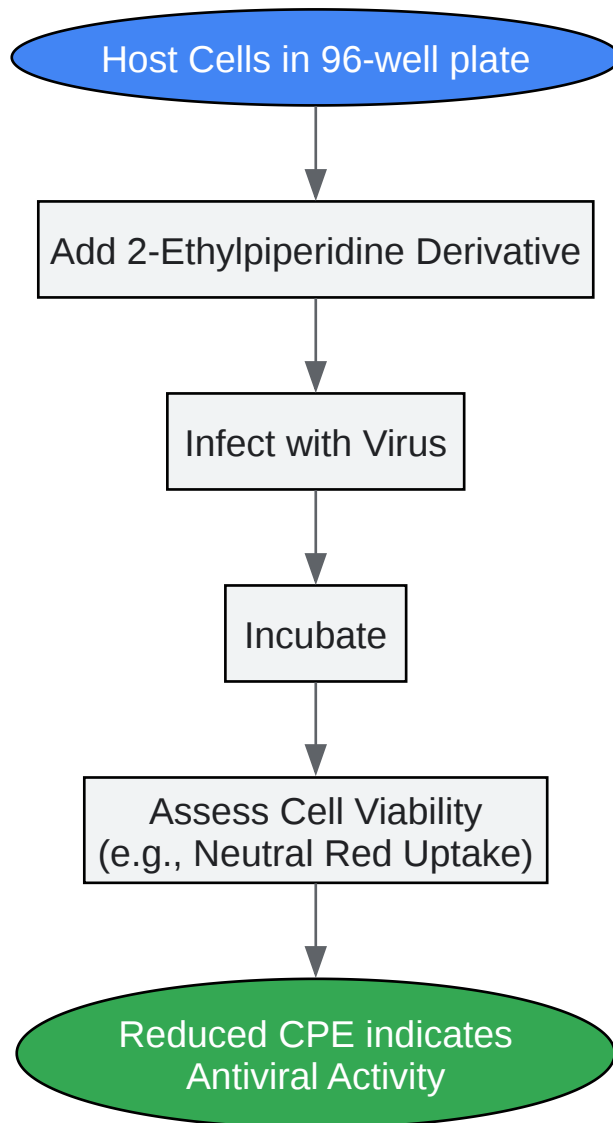 Host Cells in 96-well plate
Add 2-Ethylpiperidine Derivative
Infect with Virus
Incubate
Assess Cell Viability
(e.g., Neutral Red Uptake)
Reduced CPE indicates
Antiviral Activity